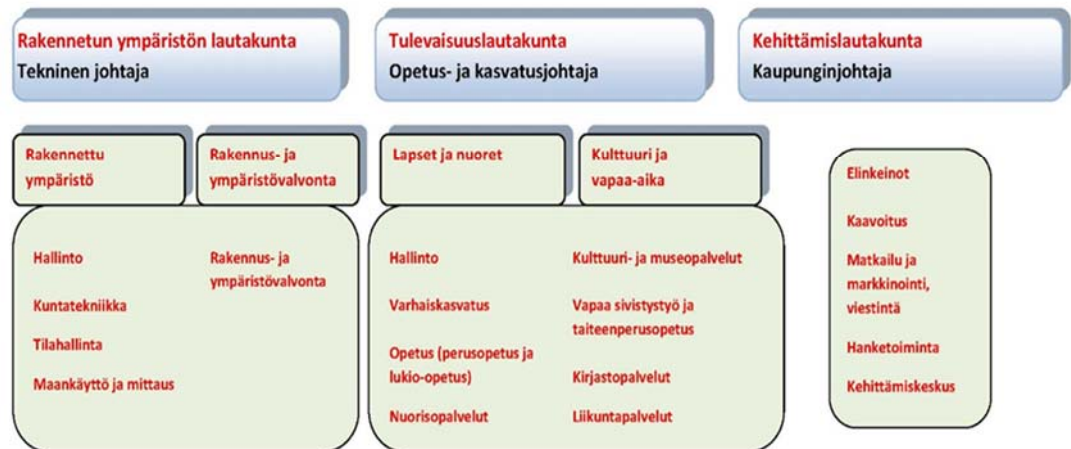 Rakennetun ympäristön lautakunta
Tekninen johtaja
Tulevaisuuslautakunta
Opetus- ja kasvatusjohtaja
Kehittämislautakunta
Kaupunginjohtaja
Rakennettu
ympäristö
Rakennus- ja
ympäristövalvonta
Lapset ja nuoret
Kulttuuri ja
vapaa-aika
Hallinto
Kuntatekniikka
Tilahallinta
Maankäyttö ja mittaus
Rakennus- ja
ympäristövalvonta
Hallinto
Varhaiskasvatus
Opetus (perusopetus ja
lukio-opetus)
Nuorisopalvelut
Kulttuuri- ja museopalvelut
Vapaa sivistystyö ja
taiteenperusopetus
Kirjastopalvelut
Liikuntapalvelut
Elinkeinot
Kaavoitus
Matkailu ja
markkinointi,
viestintä
Hanketoiminta
Kehittämiskeskus